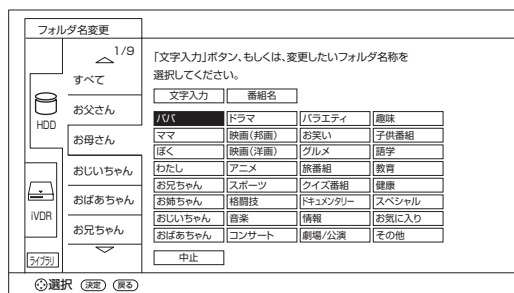 フォルダ名変更
1/9
すべて
お父さん
お母さん
おじいちゃん
おばあちゃん
お兄ちゃん
HDD
iVDR
ライブラリ
「文字入力」ボタン、もしくは、変更したいフォルダ名称を
選択してください。
文字入力 番組名
パパ ドラマ バラエティ 趣味
ママ 映画(邦画) お笑い 子供番組
ぼく 映画(洋画) グルメ 語学
わたし アニメ 旅番組 教育
お兄ちゃん スポーツ クイズ番組 健康
お姉ちゃん 格闘技 ドキュメンタリー スペシャル
おじいちゃん 音楽 情報 お気に入り
おばあちゃん コンサート 劇場/公演 その他
中止
選択 決定 戻る